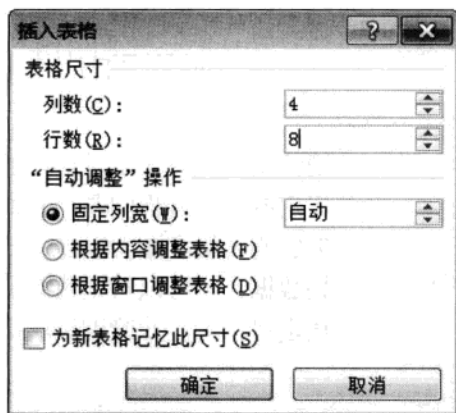 插入表格
表格尺寸
列数(C): 4
行数(R): 8
“自动调整”操作
固定列宽(W): 自动
根据内容调整表格(F)
根据窗口调整表格(D)
为新表格记忆此尺寸(S)
确定 取消